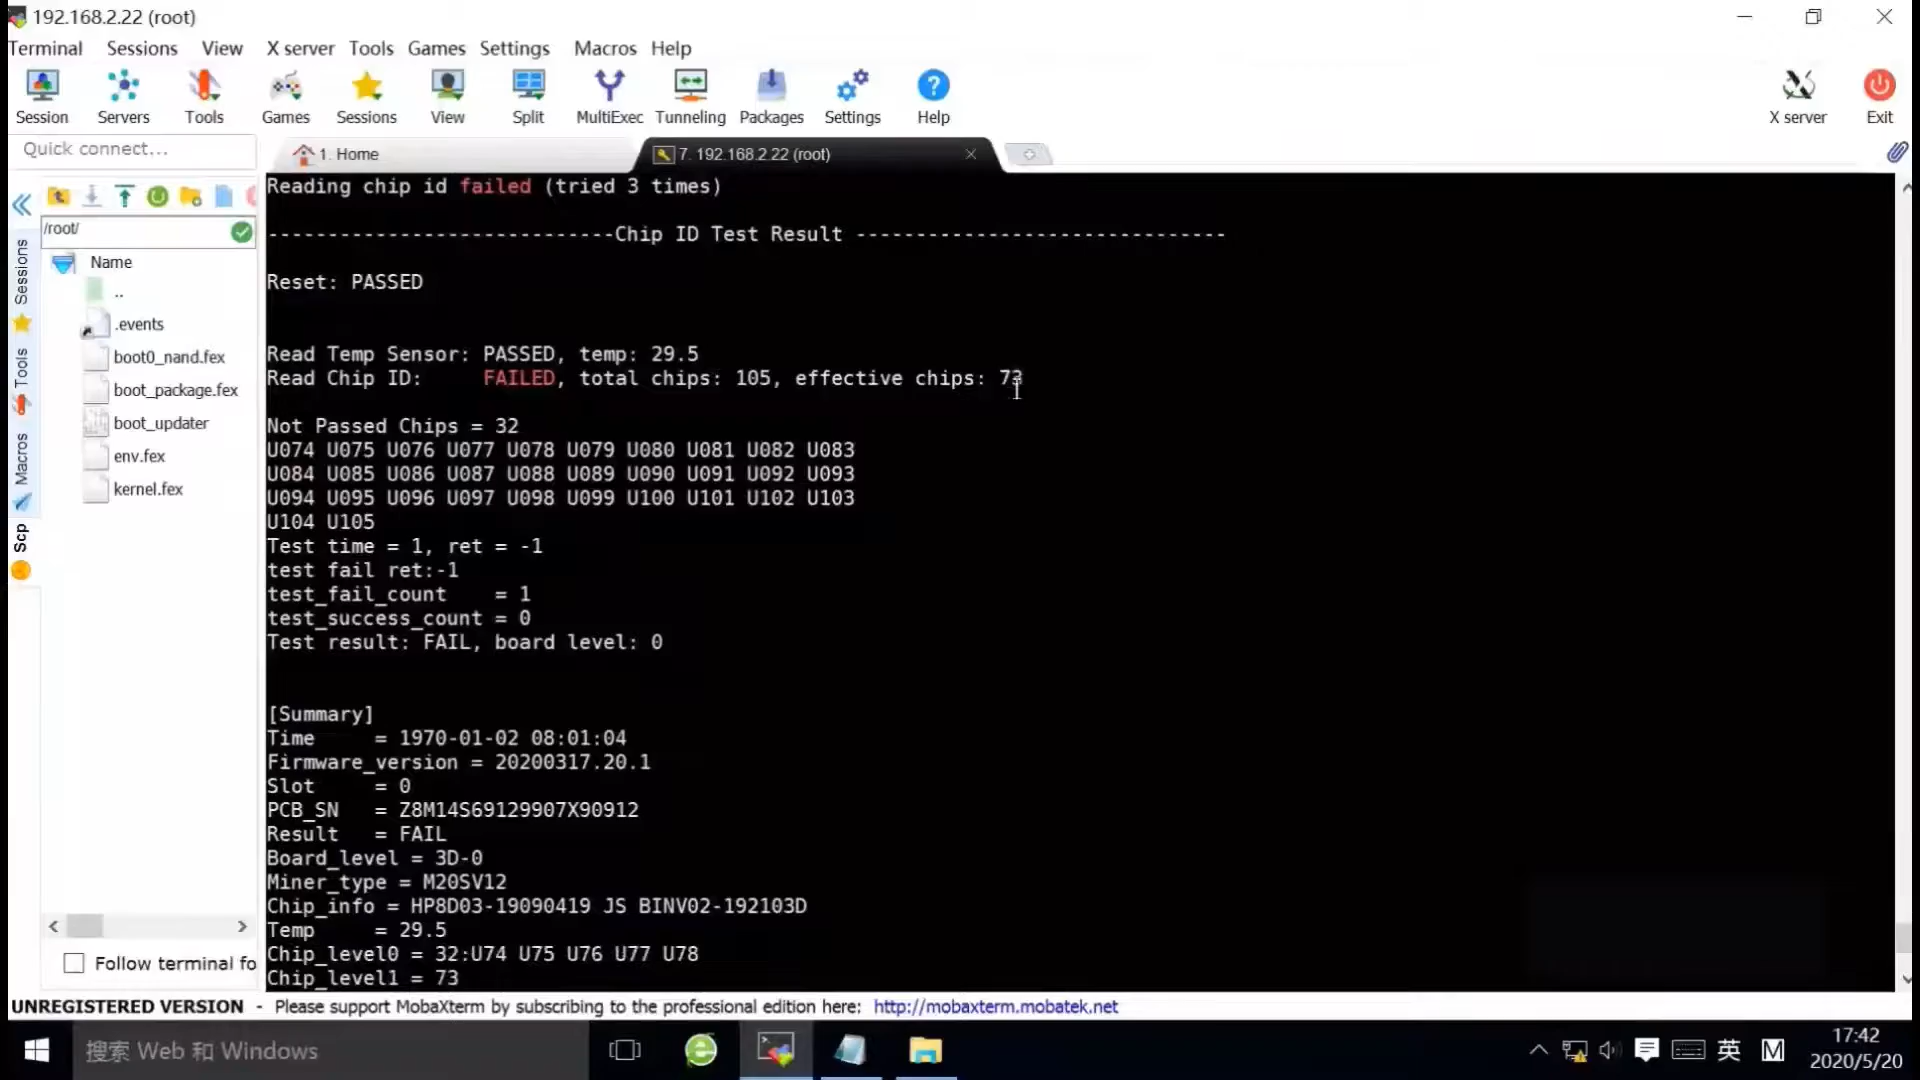 192.168.2.22 (root)
Terminal Sessions View X server Tools Games Settings Macros Help
Session Servers Tools Games Sessions View Split MultiExec Tunneling Packages Settings Help X server Exit
Quick connect...
1. Home
7. 192.168.2.22 (root)
/root/
Name
..
.events
boot0_nand.fex
boot_package.fex
boot_updater
env.fex
kernel.fex
Sessions
Tools
Macros
Scp
Follow terminal fo
Reading chip id failed (tried 3 times)
-----------------------------Chip ID Test Result -------------------------------
Reset: PASSED
Read Temp Sensor: PASSED, temp: 29.5
Read Chip ID: FAILED, total chips: 105, effective chips: 73
Not Passed Chips = 32
U074 U075 U076 U077 U078 U079 U080 U081 U082 U083
U084 U085 U086 U087 U088 U089 U090 U091 U092 U093
U094 U095 U096 U097 U098 U099 U100 U101 U102 U103
U104 U105
Test time = 1, ret = -1
test fail ret:-1
test_fail_count = 1
test_success_count = 0
Test result: FAIL, board level: 0
[Summary]
Time = 1970-01-02 08:01:04
Firmware_version = 20200317.20.1
Slot = 0
PCB_SN = Z8M14S69129907X90912
Result = FAIL
Board_level = 3D-0
Miner_type = M20SV12
Chip_info = HP8D03-19090419 JS BINV02-192103D
Temp = 29.5
Chip_level0 = 32:U74 U75 U76 U77 U78
Chip_level1 = 73
UNREGISTERED VERSION - Please support MobaXterm by subscribing to the professional edition here: http://mobaxterm.mobatek.net
搜索 Web 和 Windows
英
M
17:42
2020/5/20